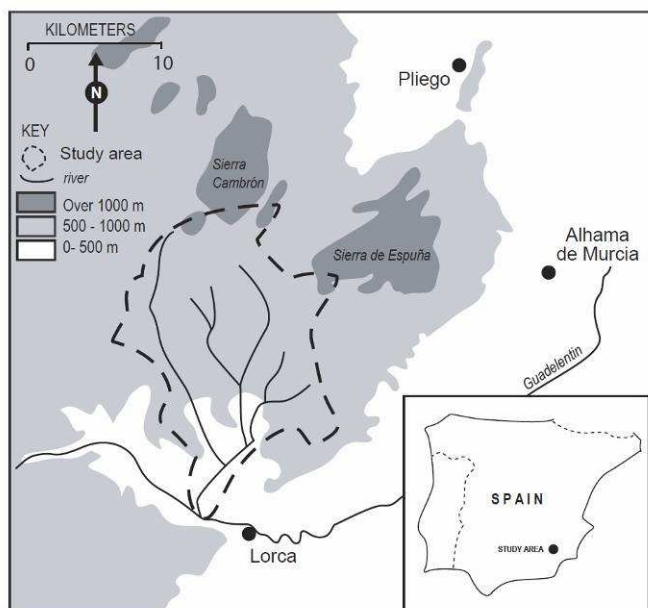 KILOMETERS
0 10
N
KEY
Study area
river
Over 1000 m
500 - 1000 m
0- 500 m
Pliego
Sierra
Cambrón
Sierra de Espuña
Alhama
de Murcia
Guadelentin
Lorca
SPAIN
STUDY AREA